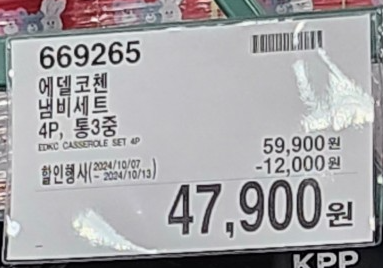 669265
에델코첸
냄비세트
4P, 통3중
EDKC CASSEROLE SET 4P
59,900원
할인행사(2024/10/07 ~ 2024/10/13)
-12,000원
47,900원
KPP